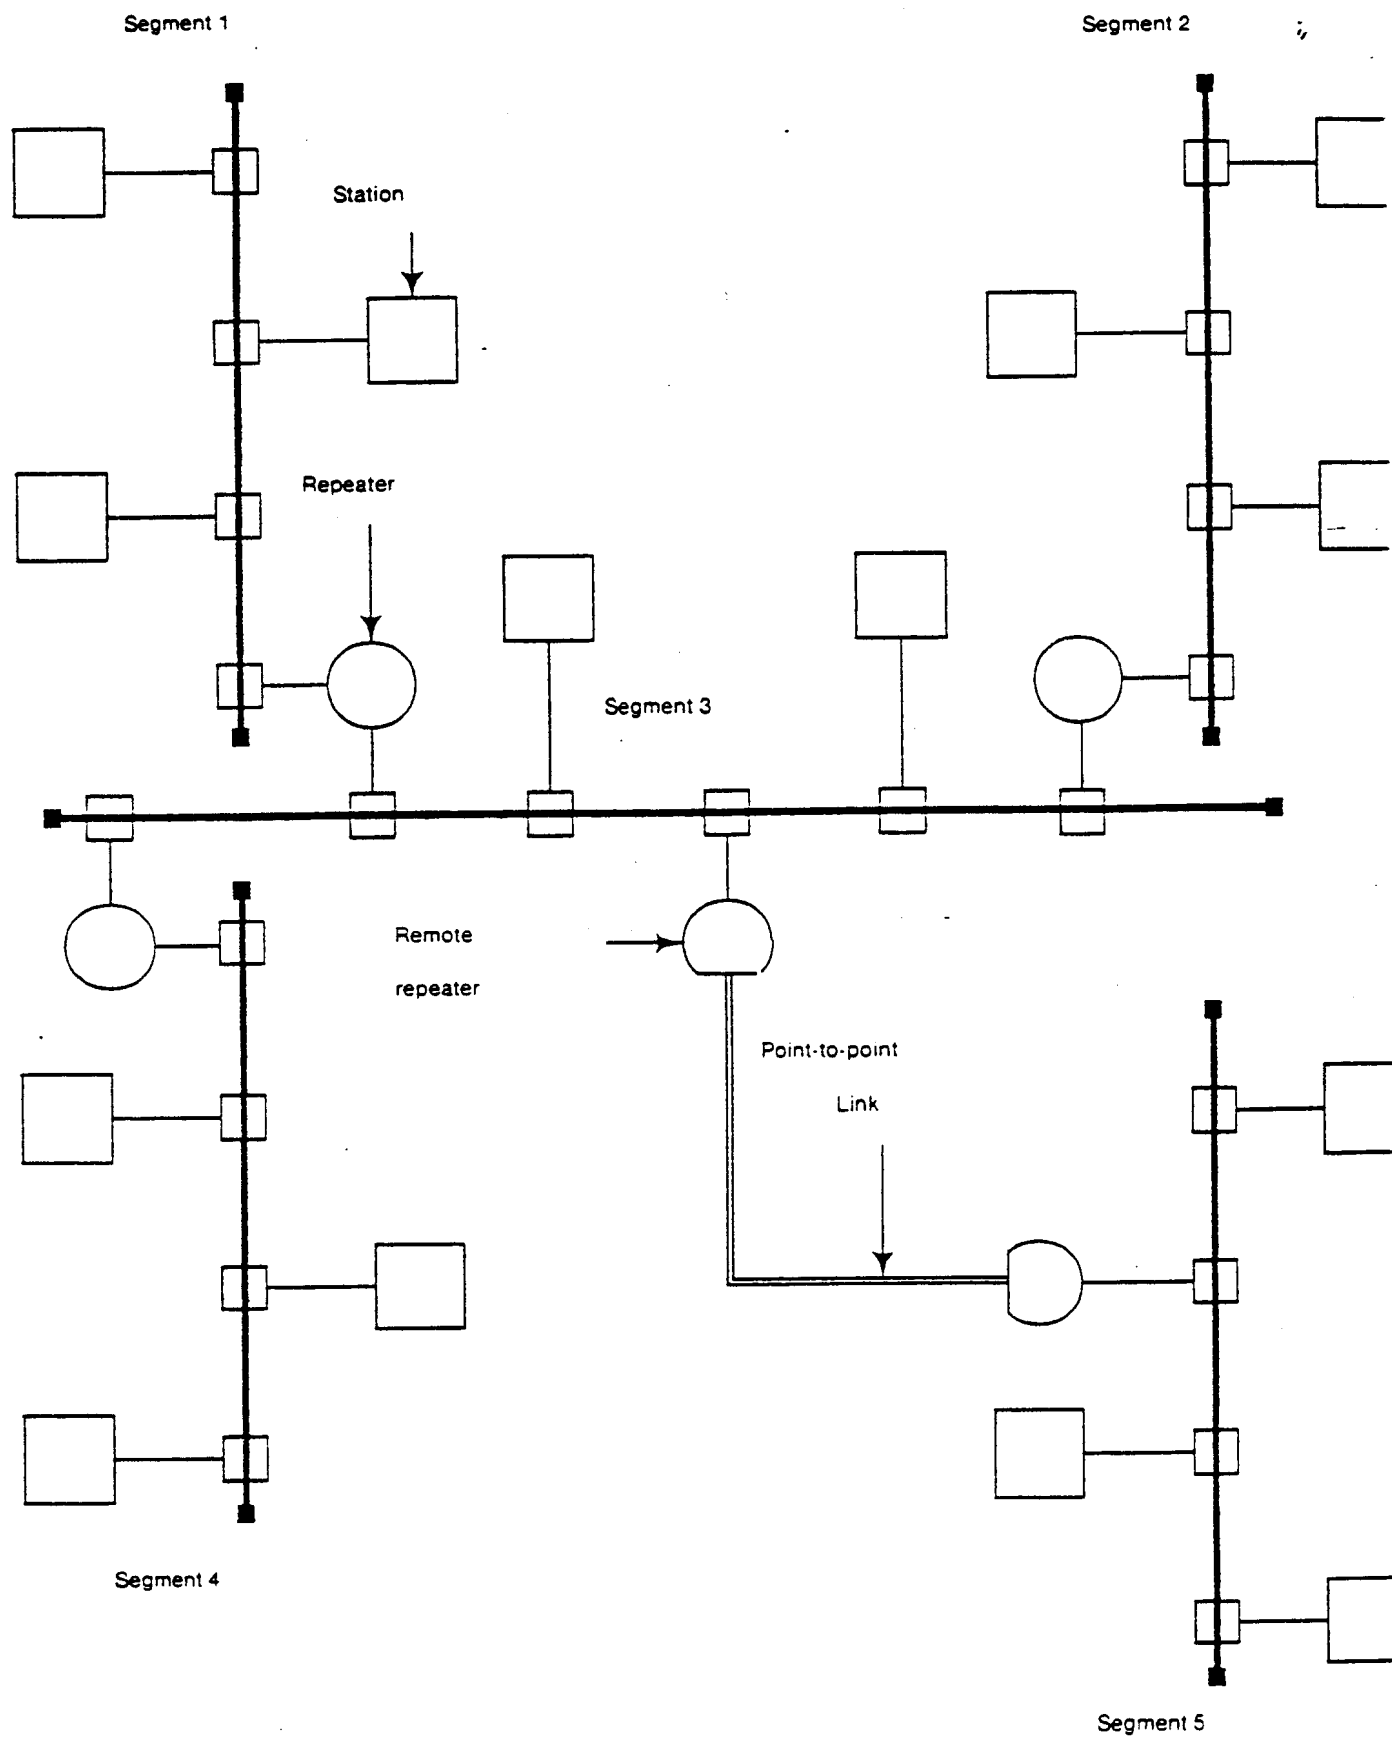 Segment 1
Segment 2
Station
Repeater
Segment 3
Remote
repeater
Point-to-point
Link
Segment 4
Segment 5